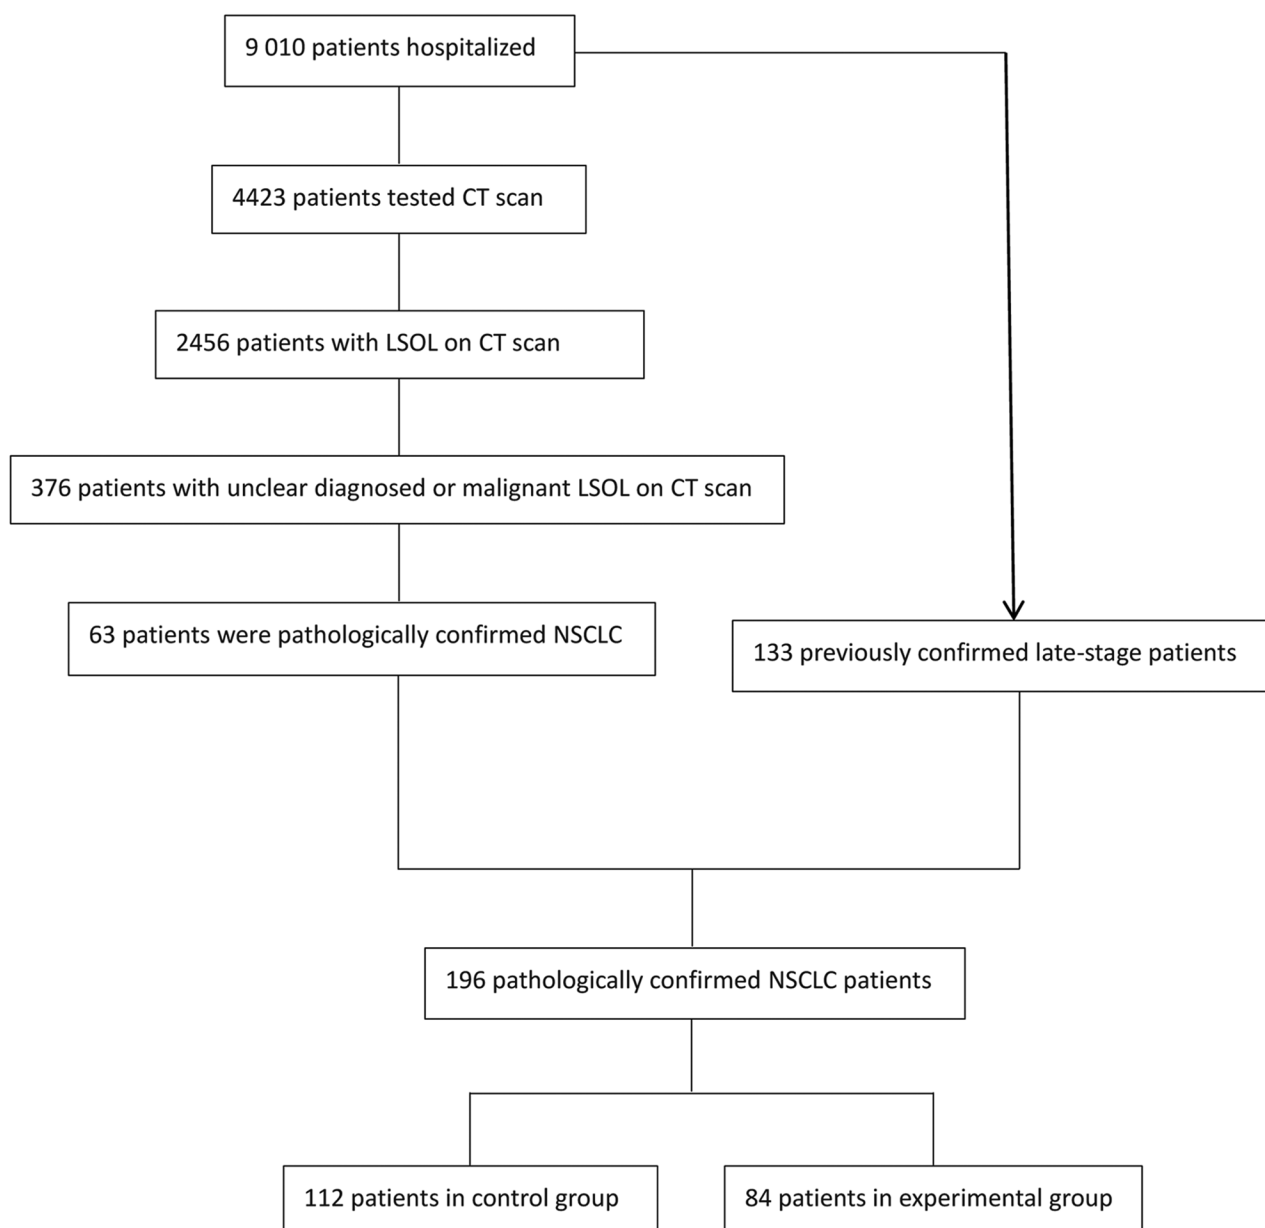 9 010 patients hospitalized
4423 patients tested CT scan
2456 patients with LSOL on CT scan
376 patients with unclear diagnosed or malignant LSOL on CT scan
63 patients were pathologically confirmed NSCLC
133 previously confirmed late-stage patients
196 pathologically confirmed NSCLC patients
112 patients in control group
84 patients in experimental group